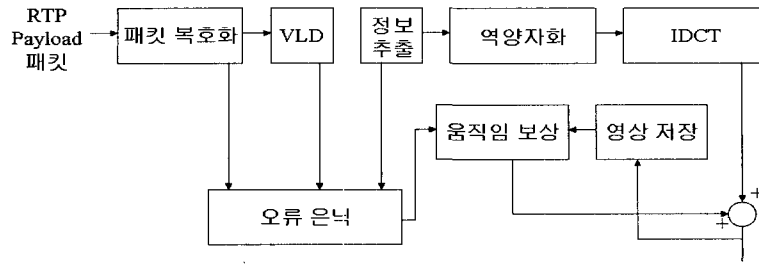 RTP
Payload
패킷
패킷 복호화
VLD
정보
추출
역양자화
IDCT
움직임 보상
영상 저장
오류 은닉
+
+